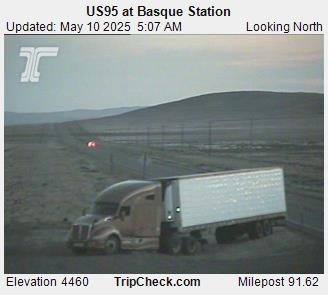 US95 at Basque Station
Updated: May 10 2025 5:07 AM Looking North
Elevation 4460 TripCheck.com Milepost 91.62